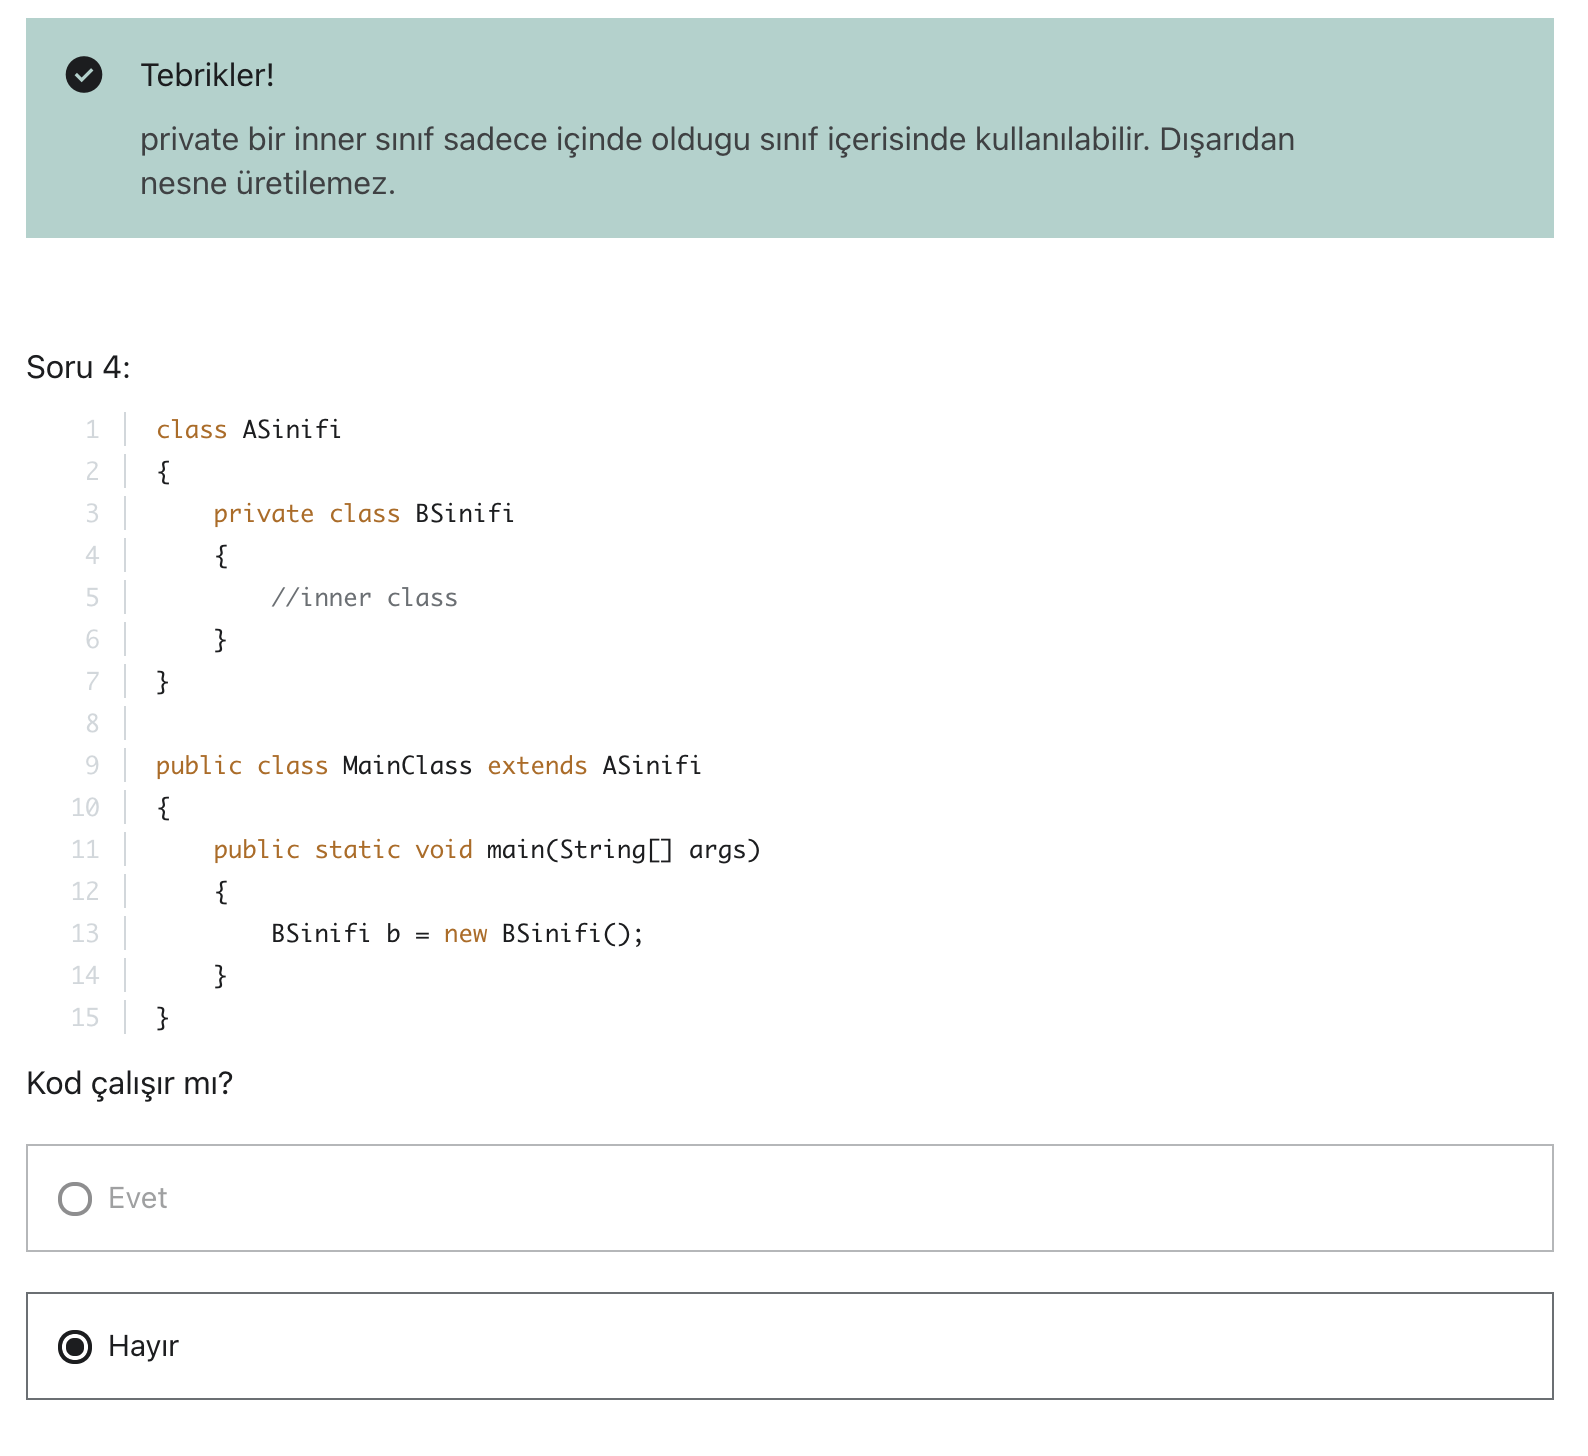 Tebrikler!
private bir inner sınıf sadece içinde oldugu sınıf içerisinde kullanılabilir. Dışarıdan
nesne üretilemez.
Soru 4:
1 class ASinifi
2 {
3     private class BSinifi
4     {
5         //inner class
6     }
7 }
8
9 public class MainClass extends ASinifi
10 {
11     public static void main(String[] args)
12     {
13         BSinifi b = new BSinifi();
14     }
15 }
Kod çalışır mı?
Evet
Hayır